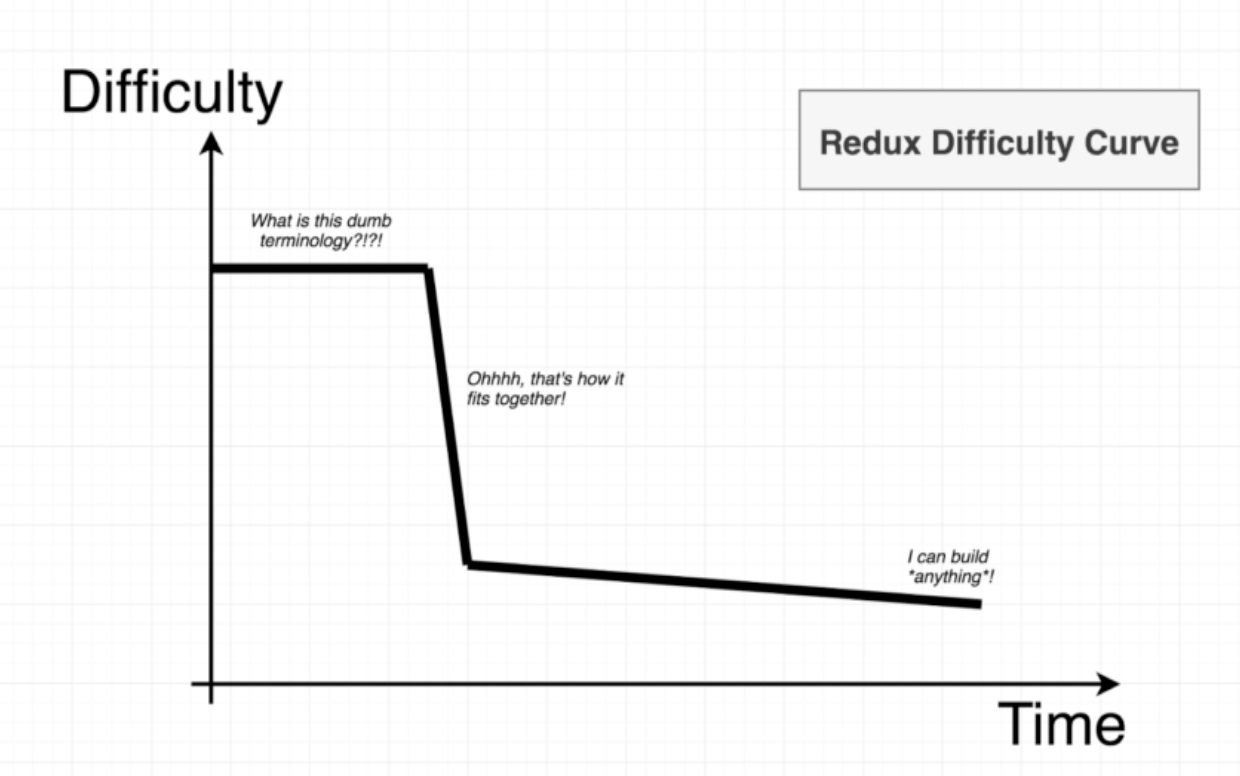 Difficulty
Redux Difficulty Curve
What is this dumb
terminology?!?!
Ohhhh, that's how it
fits together!
I can build
*anything*!
Time